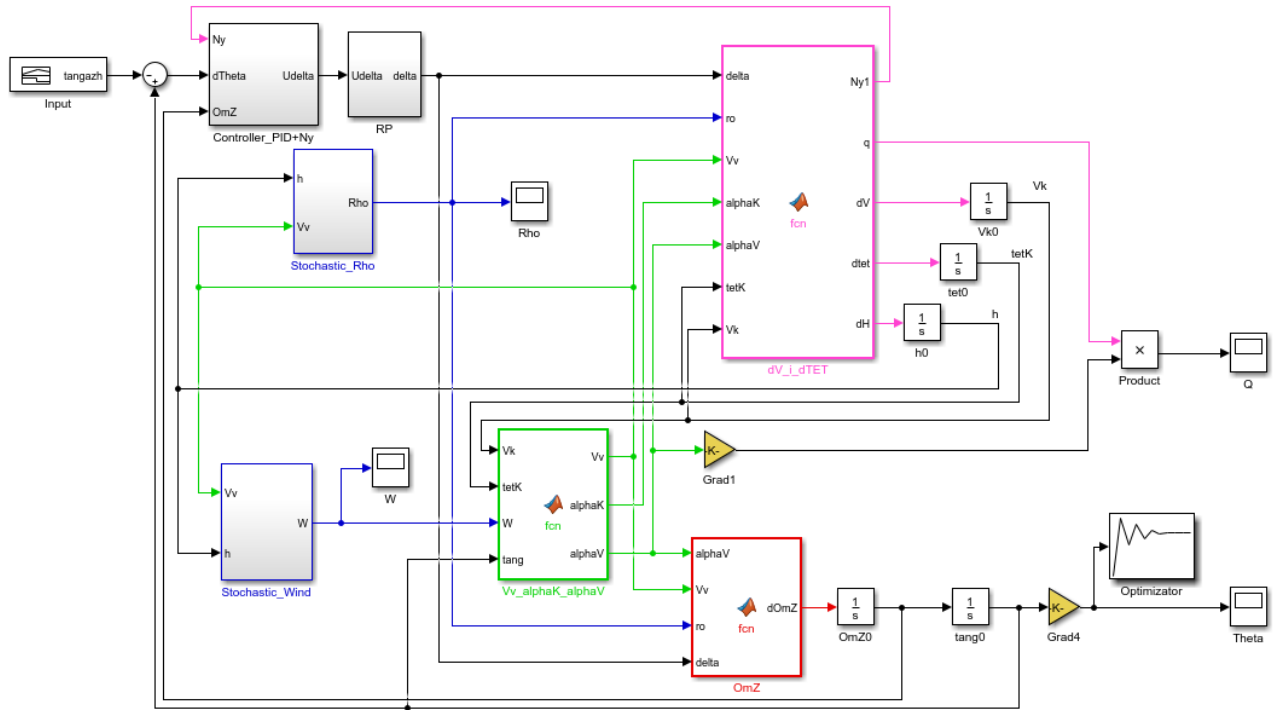 Ny
tangazh
Input
-
+
dTheta
OmZ
Udelta
Controller_PID+Ny
Udelta
delta
RP
h
Vv
Rho
Stochastic_Rho
Rho
delta
ro
Vv
alphaK
alphaV
tetK
Vk
fcn
Ny1
q
dV
dtet
dH
dV_i_dTET
1
s
Vk0
Vk
1
s
tet0
tetK
1
s
h0
h
×
Product
Q
Vv
h
W
Stochastic_Wind
W
Vk
tetK
W
tang
fcn
Vv
alphaK
alphaV
Vv_alphaK_alphaV
-K-
Grad1
alphaV
Vv
ro
delta
fcn
dOmZ
OmZ
1
s
OmZ0
1
s
tang0
-K-
Grad4
Optimizator
Theta